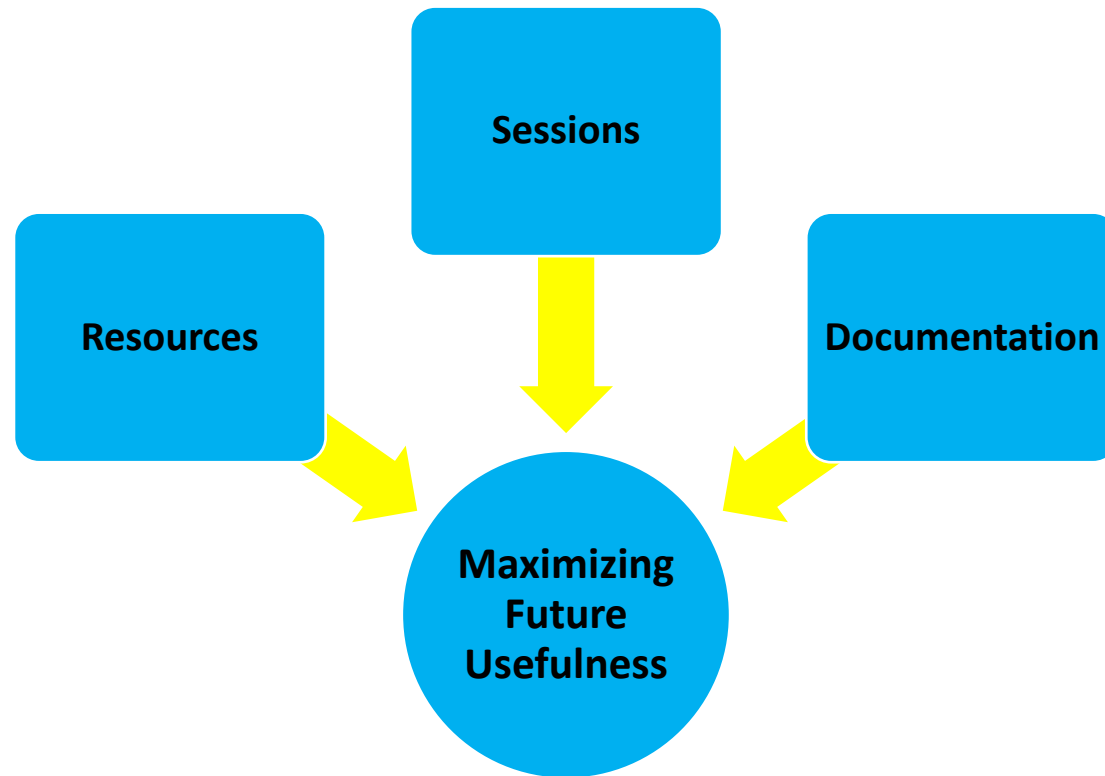 Sessions
Resources
Documentation
Maximizing
Future
Usefulness